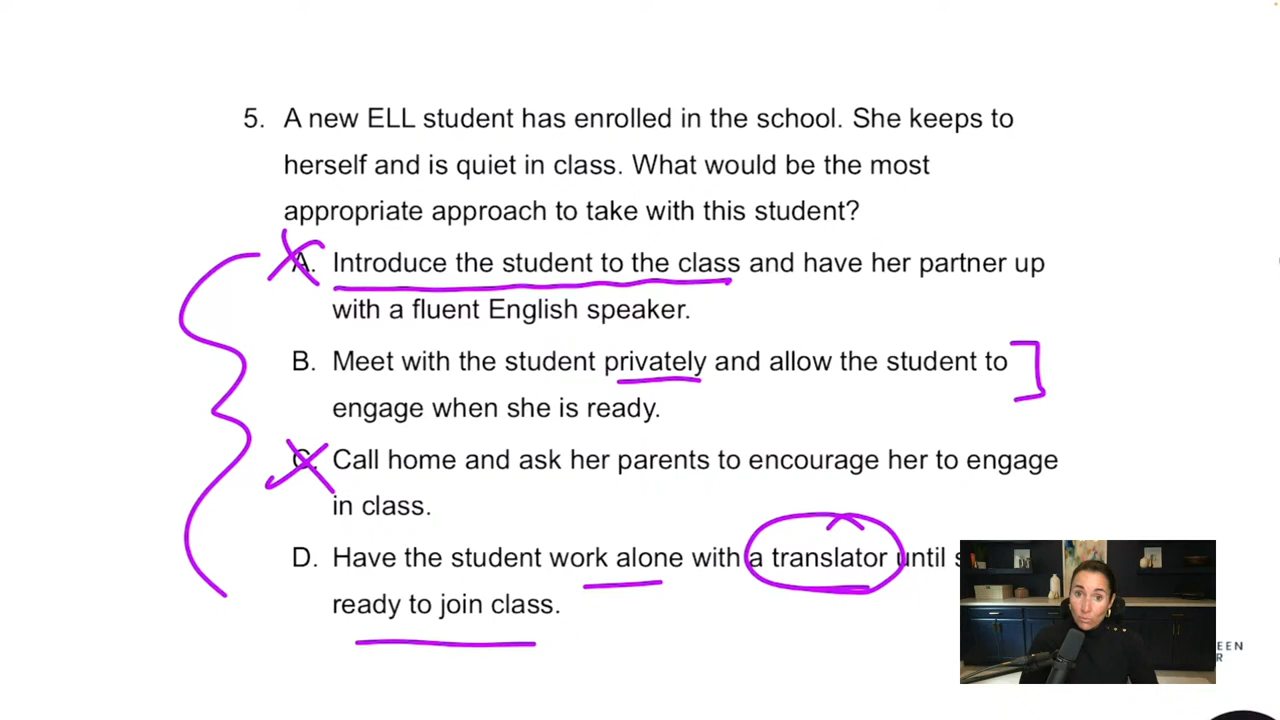 5. A new ELL student has enrolled in the school. She keeps to
herself and is quiet in class. What would be the most
appropriate approach to take with this student?
A. Introduce the student to the class and have her partner up
with a fluent English speaker.
B. Meet with the student privately and allow the student to
engage when she is ready.
C. Call home and ask her parents to encourage her to engage
in class.
D. Have the student work alone with a translator until
ready to join class.